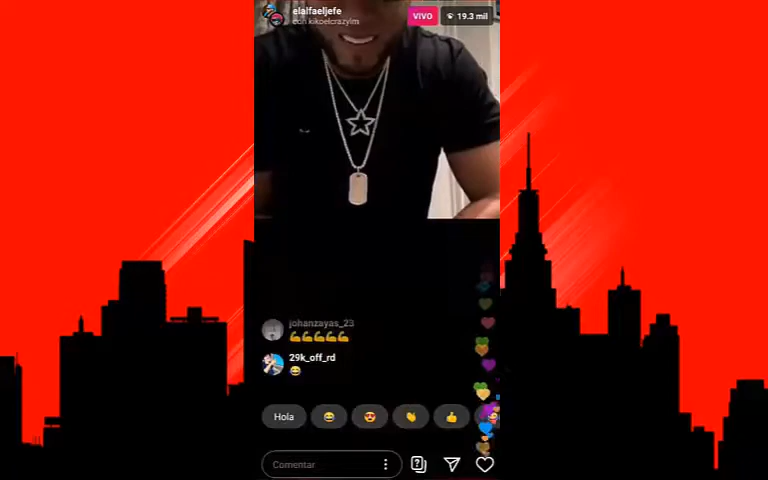 elalfaeljefe
con kikoelcrazylm
VIVO
19.3 mil
johanzayas_23
29k_off_rd
Hola
Comentar